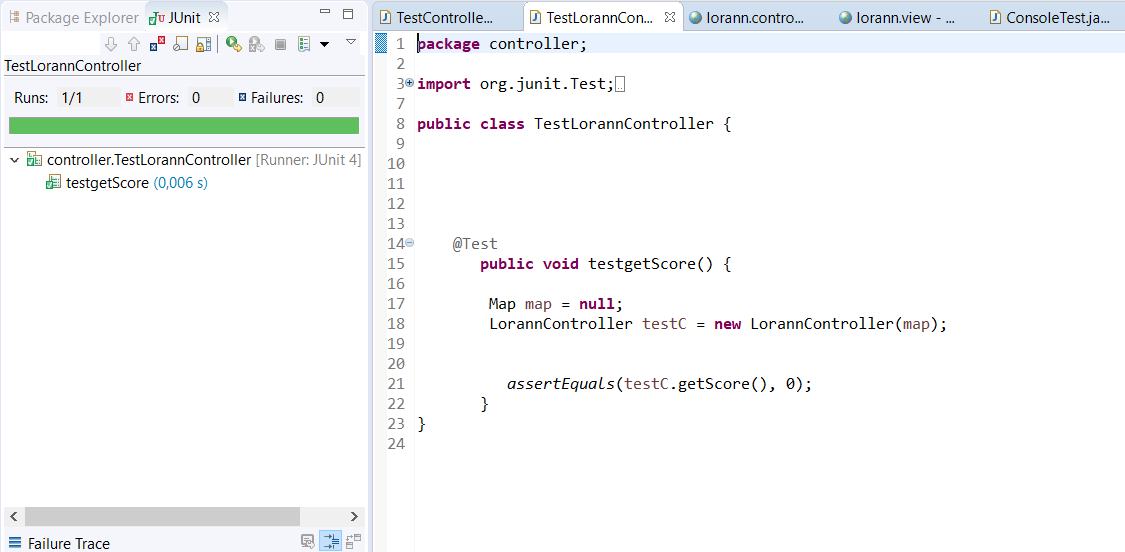 Package Explorer JUnit
TestLorannController
Runs: 1/1 Errors: 0 Failures: 0
controller.TestLorannController [Runner: JUnit 4]
testgetScore (0,006 s)
Failure Trace
TestControlle... TestLorannCon... lorann.contro... lorann.view - ... ConsoleTest.ja...
1 package controller;
2
3 import org.junit.Test;
7
8 public class TestLorannController {
9
10
11
12
13
14 @Test
15 public void testgetScore() {
16
17 Map map = null;
18 LorannController testC = new LorannController(map);
19
20
21 assertEquals(testC.getScore(), 0);
22 }
23 }
24